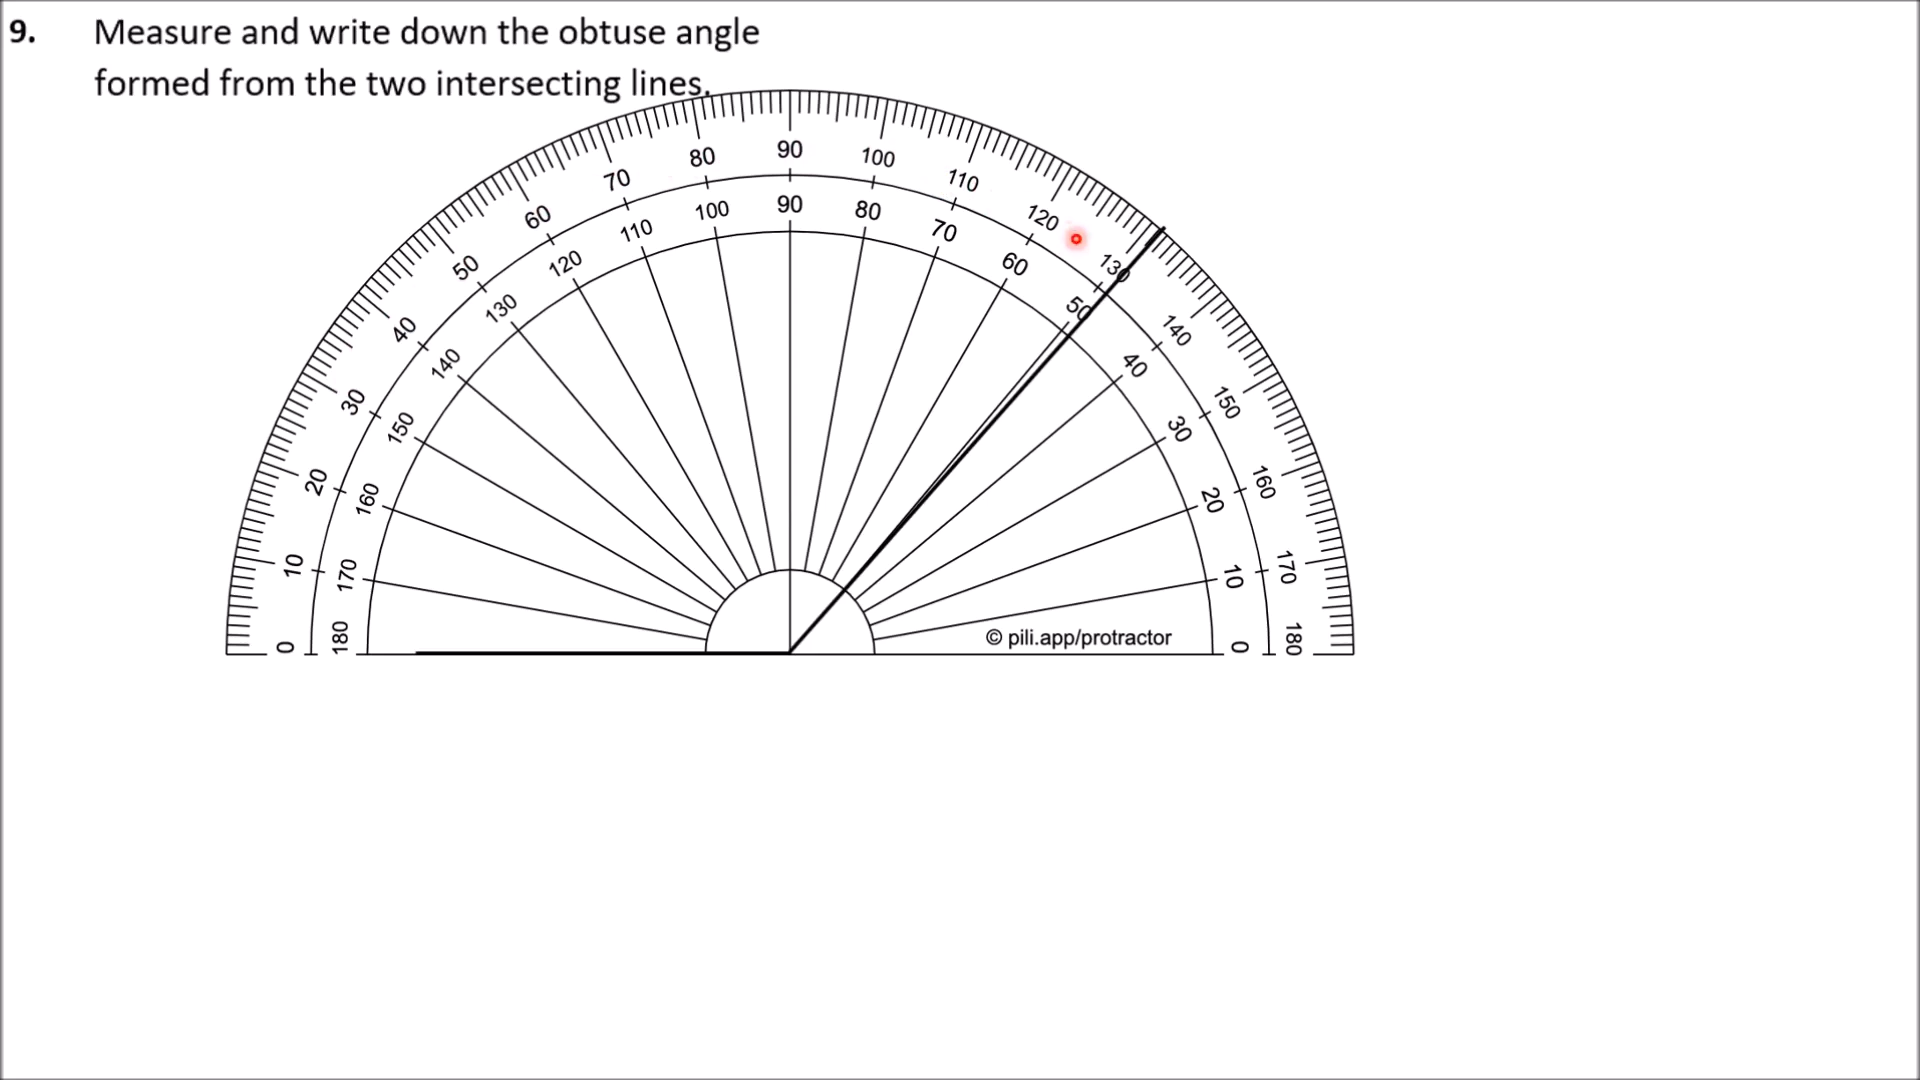 9. Measure and write down the obtuse angle
formed from the two intersecting lines.
0 10 20 30 40 50 60 70 80 90 100 110 120 130 140 150 160 170 180
180 170 160 150 140 130 120 110 100 90 80 70 60 50 40 30 20 10 0
© pili.app/protractor